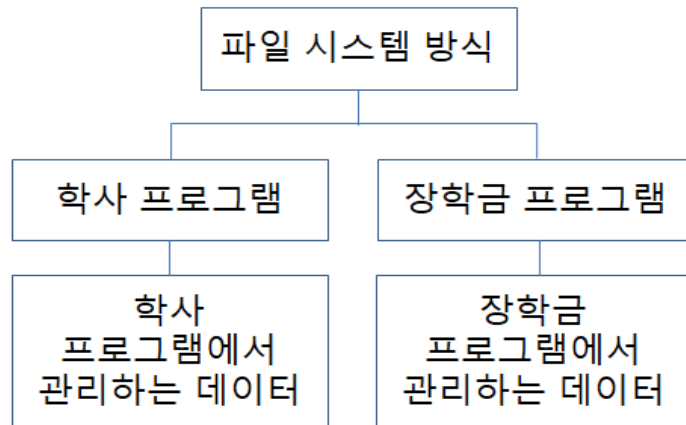 파일 시스템 방식
학사 프로그램
장학금 프로그램
학사
프로그램에서
관리하는 데이터
장학금
프로그램에서
관리하는 데이터